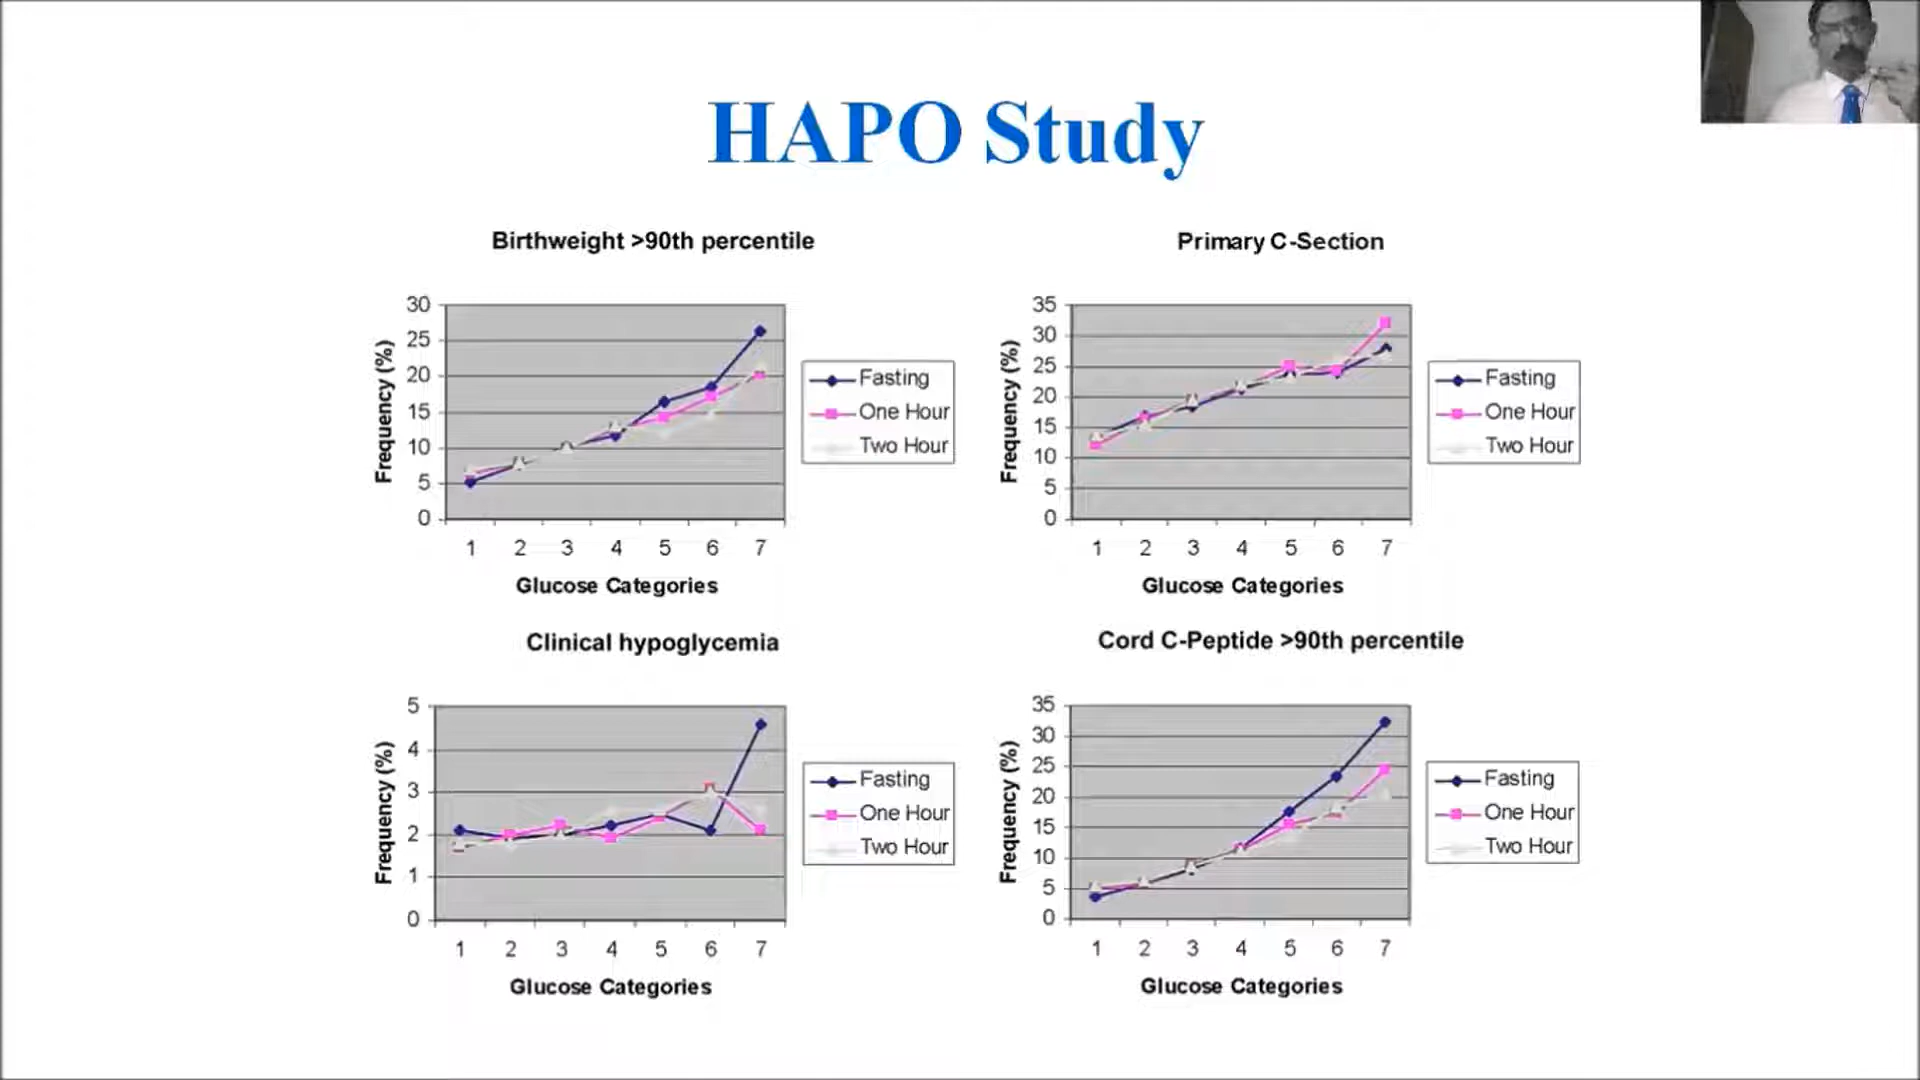 HAPO Study
Birthweight >90th percentile
30
25
20
15
10
5
0
Frequency (%)
1 2 3 4 5 6 7
Glucose Categories
Fasting
One Hour
Two Hour
Primary C-Section
35
30
25
20
15
10
5
0
Frequency (%)
1 2 3 4 5 6 7
Glucose Categories
Fasting
One Hour
Two Hour
Clinical hypoglycemia
5
4
3
2
1
0
Frequency (%)
1 2 3 4 5 6 7
Glucose Categories
Fasting
One Hour
Two Hour
Cord C-Peptide >90th percentile
35
30
25
20
15
10
5
0
Frequency (%)
1 2 3 4 5 6 7
Glucose Categories
Fasting
One Hour
Two Hour